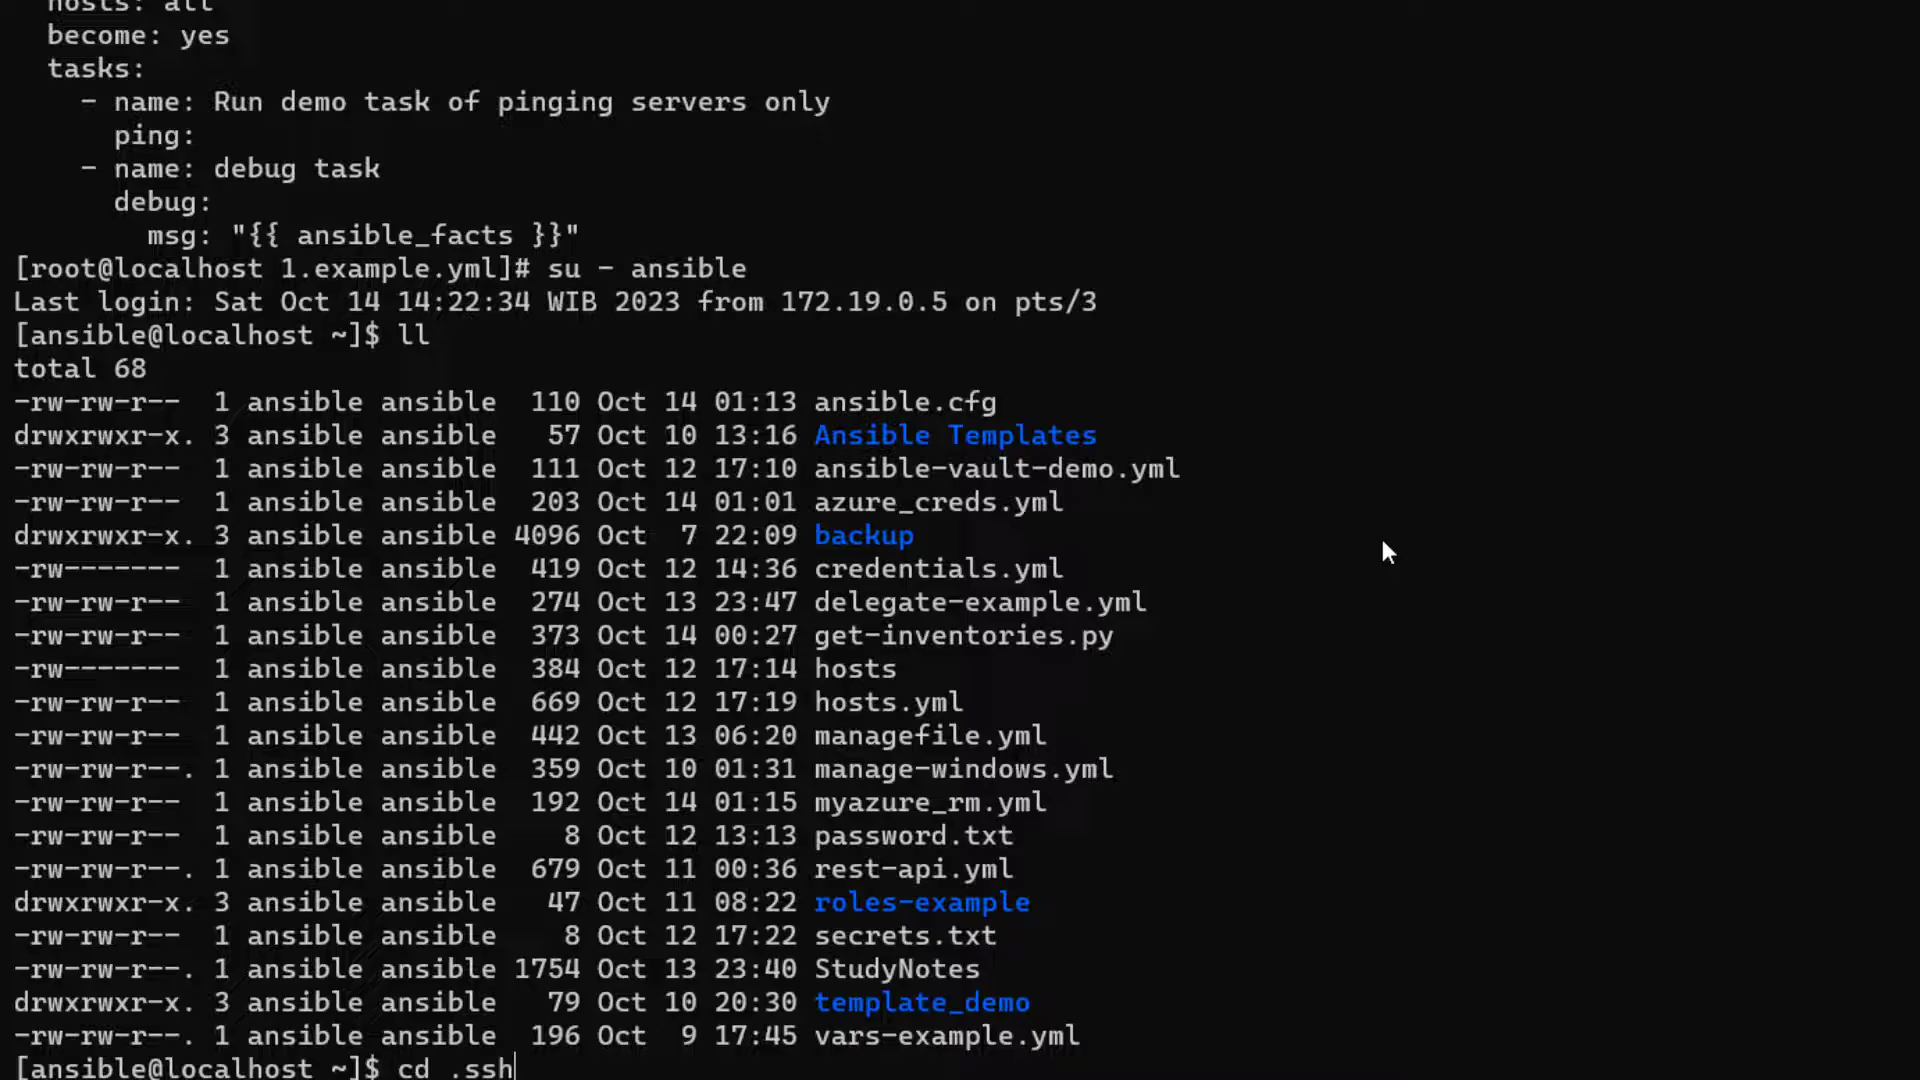 hosts: all
become: yes
tasks:
- name: Run demo task of pinging servers only
ping:
- name: debug task
debug:
msg: "{{ ansible_facts }}"
[root@localhost 1.example.yml]# su - ansible
Last login: Sat Oct 14 14:22:34 WIB 2023 from 172.19.0.5 on pts/3
[ansible@localhost ~]$ ll
total 68
-rw-rw-r--  1 ansible ansible  110 Oct 14 01:13 ansible.cfg
drwxrwxr-x. 3 ansible ansible   57 Oct 10 13:16 Ansible Templates
-rw-rw-r--  1 ansible ansible  111 Oct 12 17:10 ansible-vault-demo.yml
-rw-rw-r--  1 ansible ansible  203 Oct 14 01:01 azure_creds.yml
drwxrwxr-x. 3 ansible ansible 4096 Oct  7 22:09 backup
-rw-------  1 ansible ansible  419 Oct 12 14:36 credentials.yml
-rw-rw-r--  1 ansible ansible  274 Oct 13 23:47 delegate-example.yml
-rw-rw-r--  1 ansible ansible  373 Oct 14 00:27 get-inventories.py
-rw-------  1 ansible ansible  384 Oct 12 17:14 hosts
-rw-rw-r--  1 ansible ansible  669 Oct 12 17:19 hosts.yml
-rw-rw-r--  1 ansible ansible  442 Oct 13 06:20 managefile.yml
-rw-rw-r--. 1 ansible ansible  359 Oct 10 01:31 manage-windows.yml
-rw-rw-r--  1 ansible ansible  192 Oct 14 01:15 myazure_rm.yml
-rw-rw-r--  1 ansible ansible    8 Oct 12 13:13 password.txt
-rw-rw-r--. 1 ansible ansible  679 Oct 11 00:36 rest-api.yml
drwxrwxr-x. 3 ansible ansible   47 Oct 11 08:22 roles-example
-rw-rw-r--  1 ansible ansible    8 Oct 12 17:22 secrets.txt
-rw-rw-r--. 1 ansible ansible 1754 Oct 13 23:40 StudyNotes
drwxrwxr-x. 3 ansible ansible   79 Oct 10 20:30 template_demo
-rw-rw-r--. 1 ansible ansible  196 Oct  9 17:45 vars-example.yml
[ansible@localhost ~]$ cd .ssh